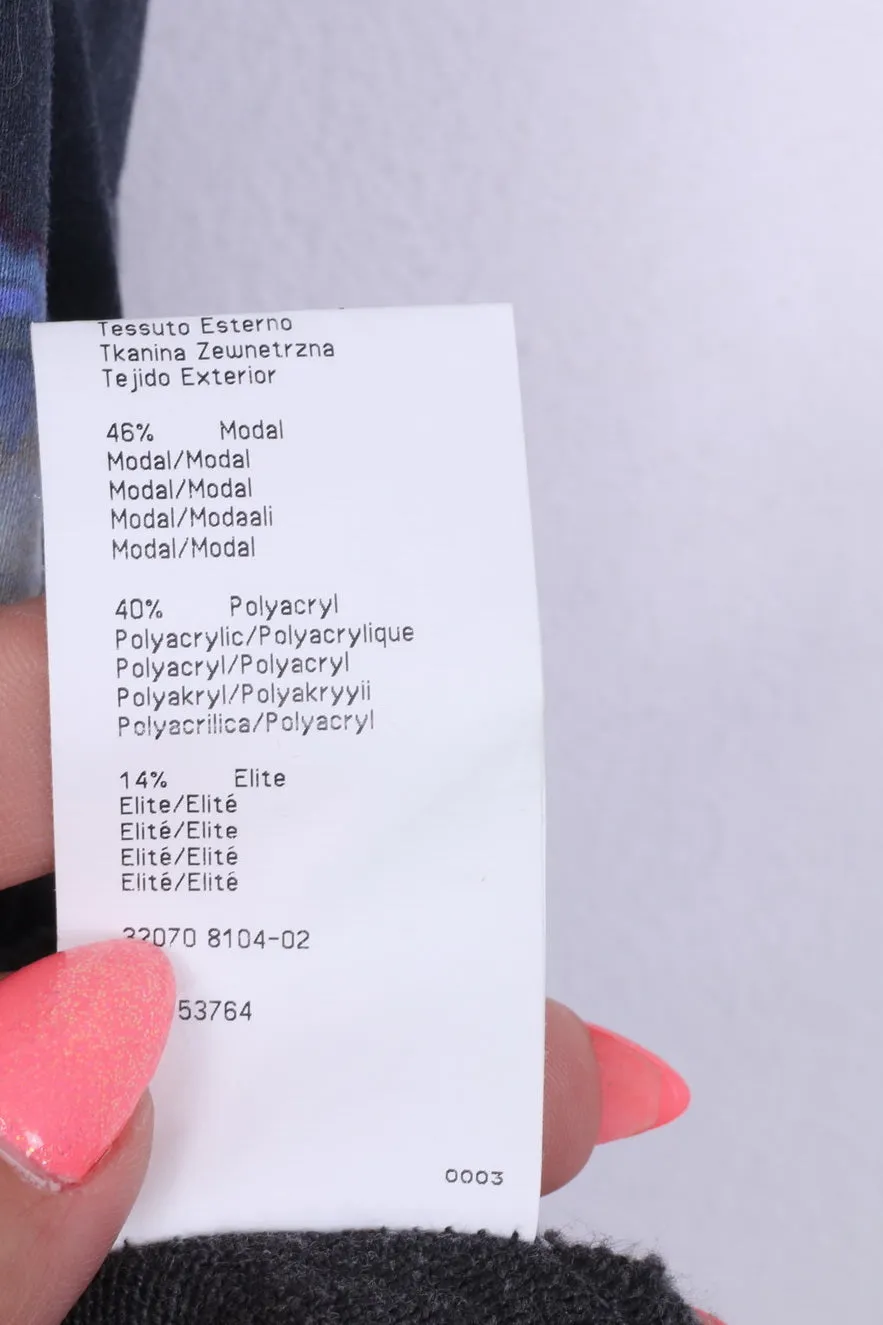 Tessuto Esterno
Tkanina Zewnetrzna
Tejido Exterior
46% Modal
Modal/Modal
Modal/Modal
Modal/Modaali
Modal/Modal
40% Polyacryl
Polyacrylic/Polyacrylique
Polyacryl/Polyacryl
Polyakryl/Polyakryyii
Polyacrilica/Polyacryl
14% Elite
Elite/Elité
Elité/Elite
Elité/Elité
Elité/Elité
32070 8104-02
53764
0003